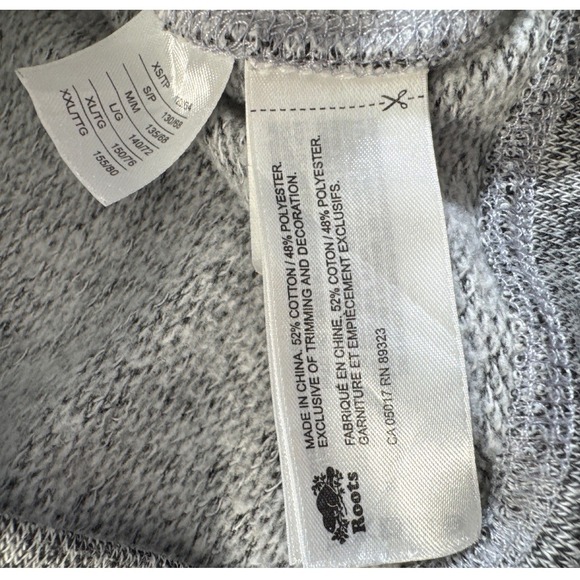 XS/TP
S/P 130/68
M/M 135/68
L/G 140/72
XL/TG 150/76
XXL/TTG 155/80
MADE IN CHINA. 52% COTTON / 48% POLYESTER.
EXCLUSIVE OF TRIMMING AND DECORATION.
FABRIQUÉ EN CHINE. 52% COTON / 48% POLYESTER.
GARNITURE ET EMPIÈCEMENT EXCLUSIFS.
CA 05017 RN 89323
Roots